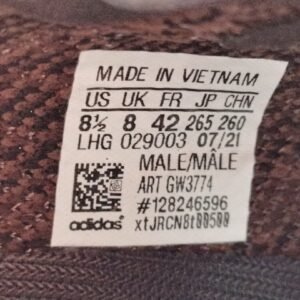 MADE IN VIETNAM
US UK FR JP CHN
8½ 8 42 265 260
LHG 029003 07/21
MALE/MÂLE
ART GW3774
#128246596
adidas xtJRCN8t00500